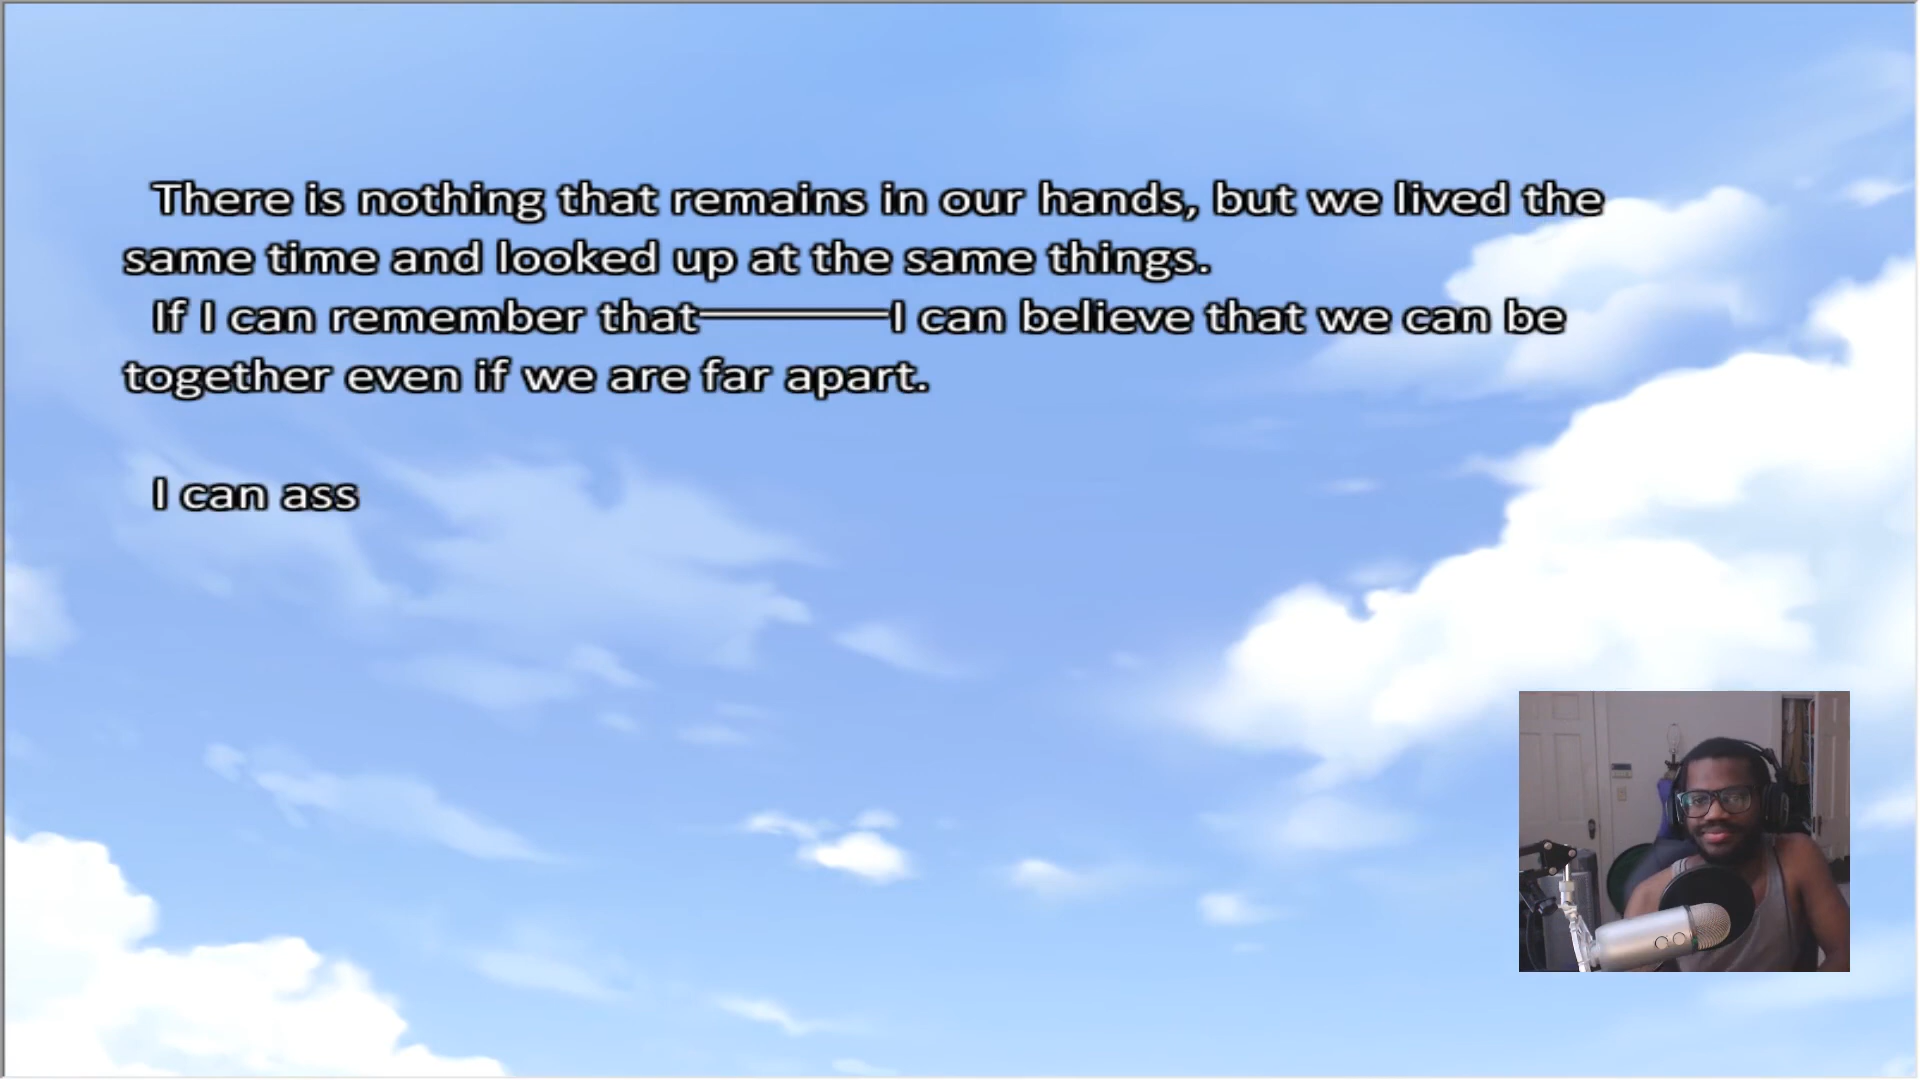 There is nothing that remains in our hands, but we lived the
same time and looked up at the same things.
If I can remember that─────I can believe that we can be
together even if we are far apart.
I can ass